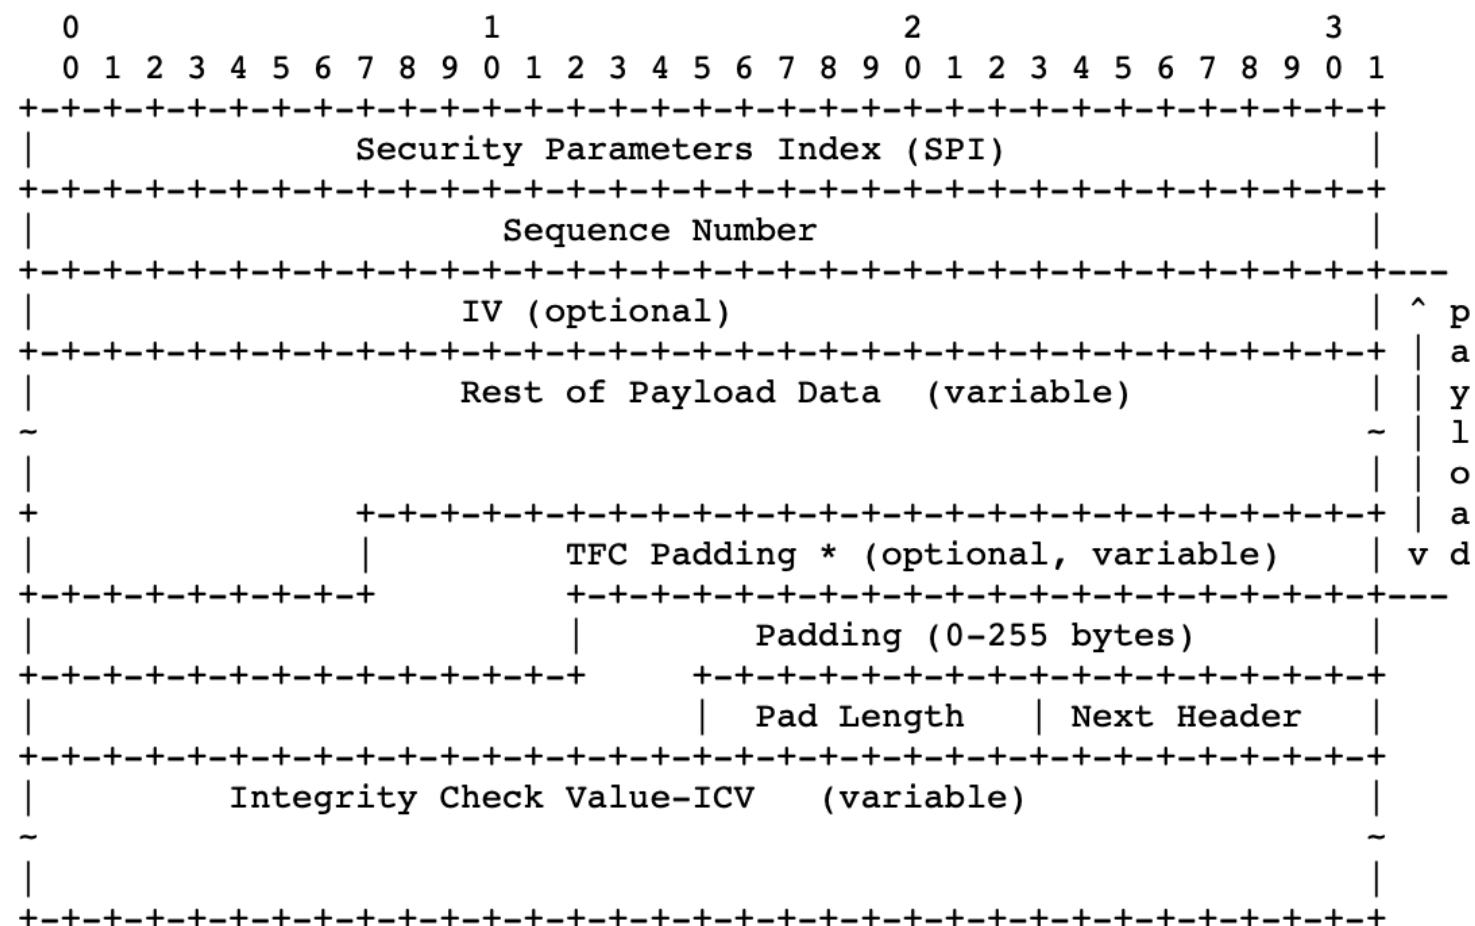 0                   1                   2                   3
 0 1 2 3 4 5 6 7 8 9 0 1 2 3 4 5 6 7 8 9 0 1 2 3 4 5 6 7 8 9 0 1
+-+-+-+-+-+-+-+-+-+-+-+-+-+-+-+-+-+-+-+-+-+-+-+-+-+-+-+-+-+-+-+-+
|               Security Parameters Index (SPI)                 |
+-+-+-+-+-+-+-+-+-+-+-+-+-+-+-+-+-+-+-+-+-+-+-+-+-+-+-+-+-+-+-+-+
|                      Sequence Number                          |
+-+-+-+-+-+-+-+-+-+-+-+-+-+-+-+-+-+-+-+-+-+-+-+-+-+-+-+-+-+-+-+-+---
|                    IV (optional)                              | ^ p
+-+-+-+-+-+-+-+-+-+-+-+-+-+-+-+-+-+-+-+-+-+-+-+-+-+-+-+-+-+-+-+-+ | a
|                    Rest of Payload Data  (variable)           | | y
~                                                               ~ | l
|                                                               | | o
+               +-+-+-+-+-+-+-+-+-+-+-+-+-+-+-+-+-+-+-+-+-+-+-+-+ | a
|               |         TFC Padding * (optional, variable)    | v d
+-+-+-+-+-+-+-+-+         +-+-+-+-+-+-+-+-+-+-+-+-+-+-+-+-+-+-+-+---
|                         |        Padding (0-255 bytes)        |
+-+-+-+-+-+-+-+-+-+-+-+-+-+     +-+-+-+-+-+-+-+-+-+-+-+-+-+-+-+-+
|                               |  Pad Length   | Next Header   |
+-+-+-+-+-+-+-+-+-+-+-+-+-+-+-+-+-+-+-+-+-+-+-+-+-+-+-+-+-+-+-+-+
|         Integrity Check Value-ICV   (variable)                |
~                                                               ~
|                                                               |
+-+-+-+-+-+-+-+-+-+-+-+-+-+-+-+-+-+-+-+-+-+-+-+-+-+-+-+-+-+-+-+-+